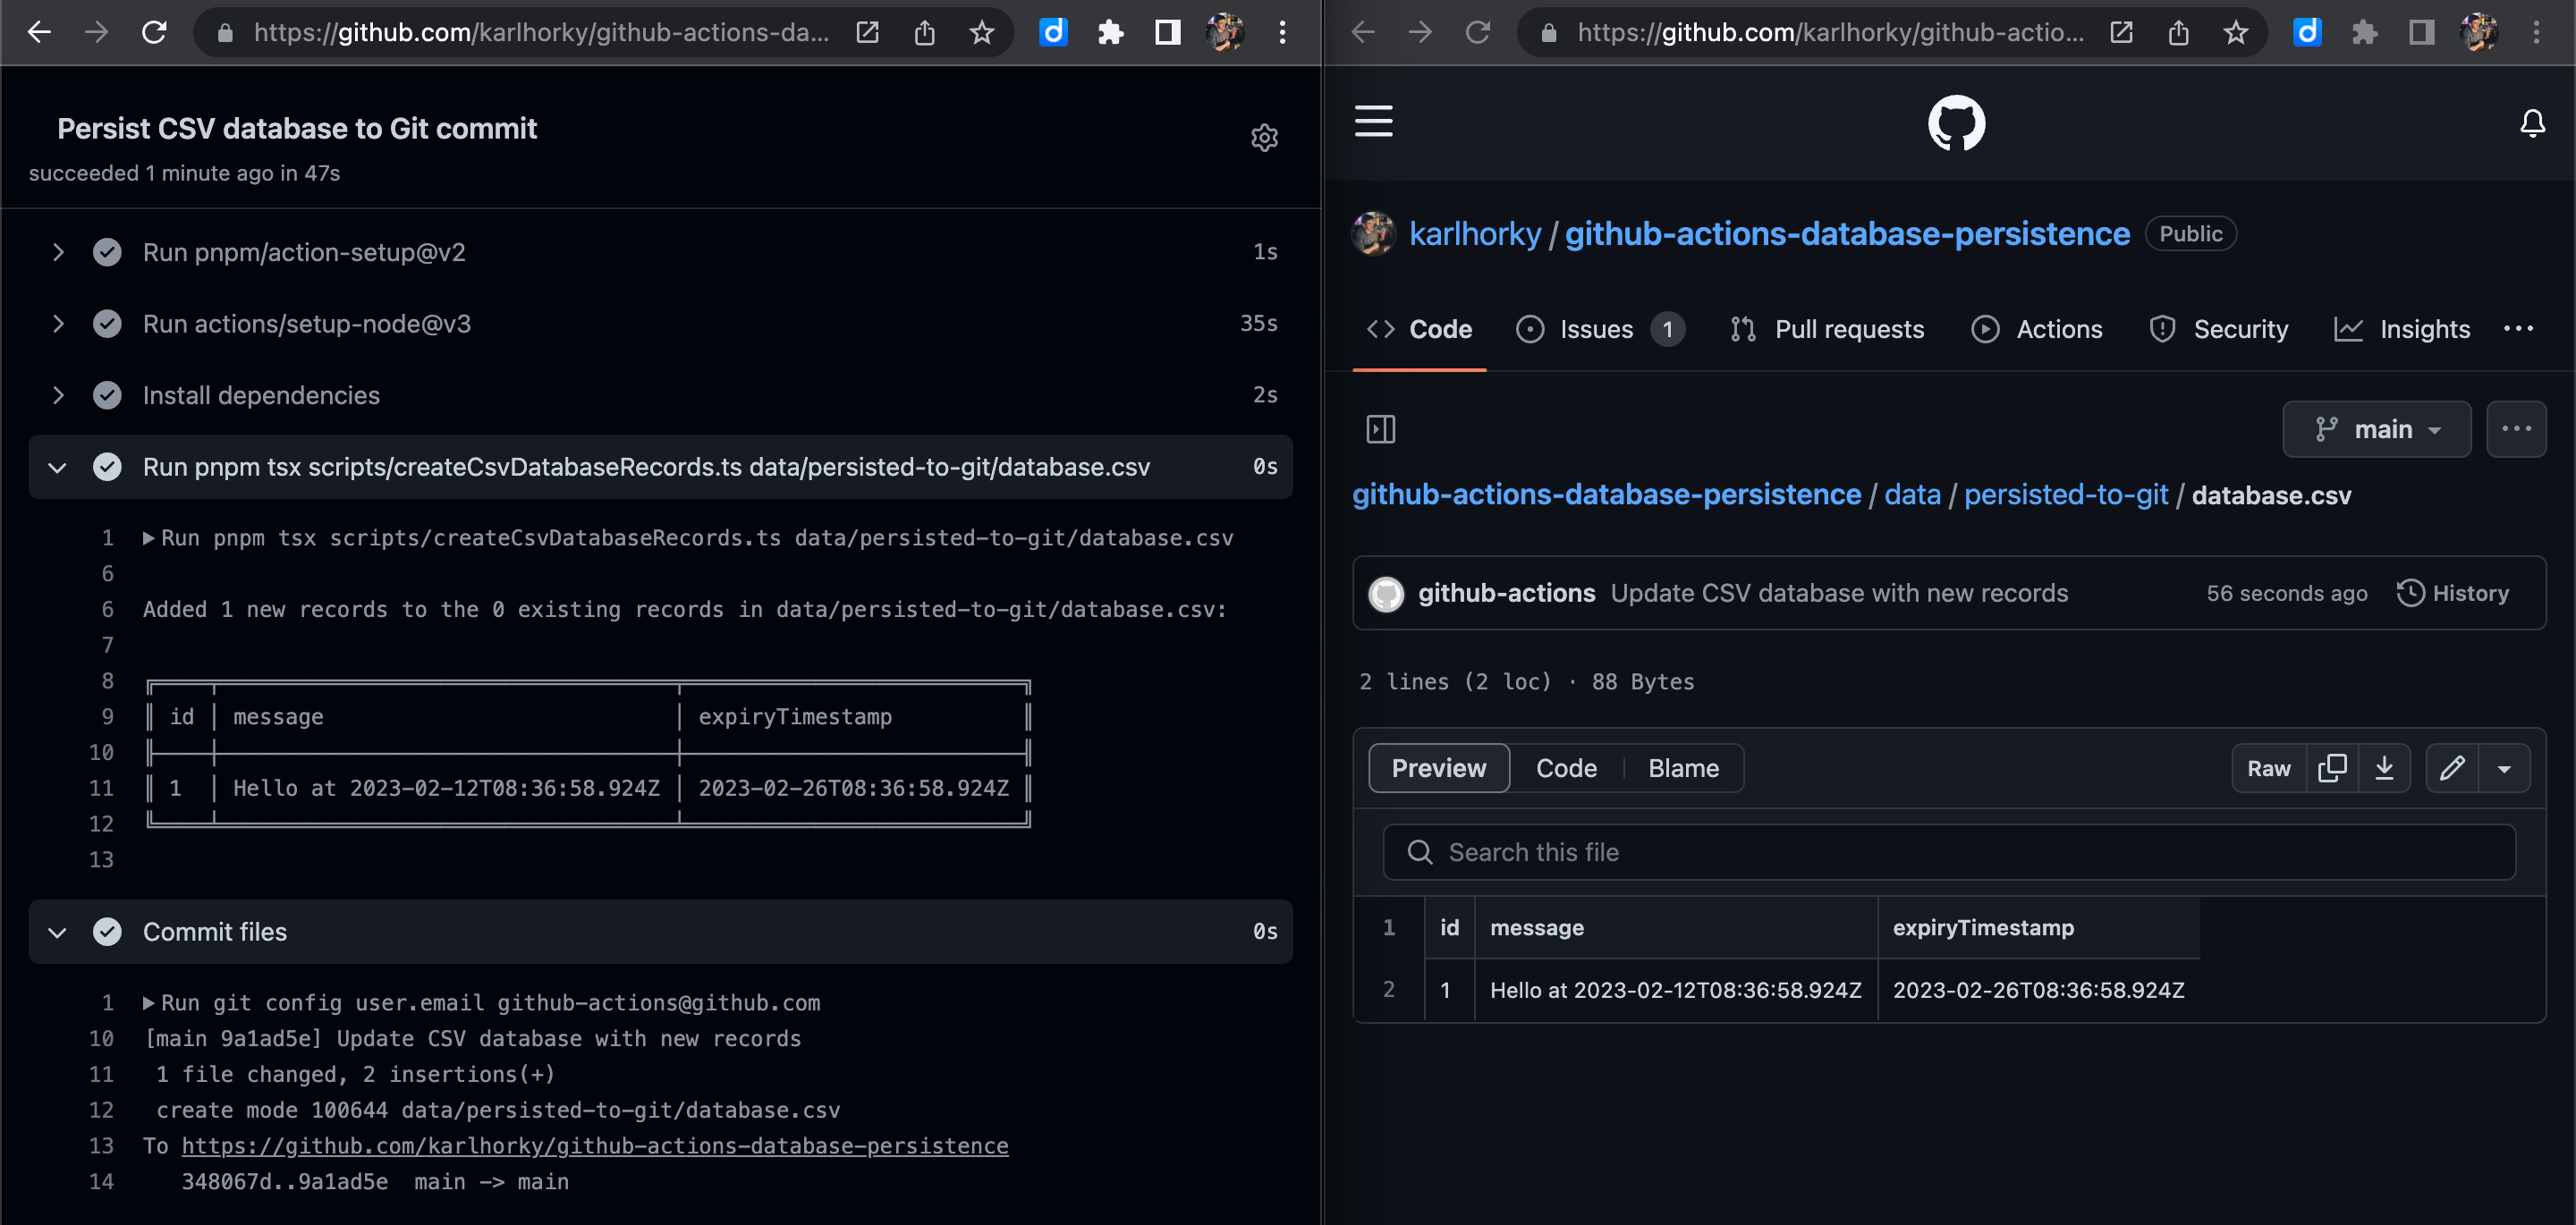 https://github.com/karlhorky/github-actions-da...
Persist CSV database to Git commit
succeeded 1 minute ago in 47s
Run pnpm/action-setup@v2 1s
Run actions/setup-node@v3 35s
Install dependencies 2s
Run pnpm tsx scripts/createCsvDatabaseRecords.ts data/persisted-to-git/database.csv 0s
1 Run pnpm tsx scripts/createCsvDatabaseRecords.ts data/persisted-to-git/database.csv
6
6 Added 1 new records to the 0 existing records in data/persisted-to-git/database.csv:
7
8
9 id message expiryTimestamp
10
11 1 Hello at 2023-02-12T08:36:58.924Z 2023-02-26T08:36:58.924Z
12
13
Commit files 0s
1 Run git config user.email github-actions@github.com
10 [main 9a1ad5e] Update CSV database with new records
11 1 file changed, 2 insertions(+)
12 create mode 100644 data/persisted-to-git/database.csv
13 To https://github.com/karlhorky/github-actions-database-persistence
14 348067d..9a1ad5e main -> main
https://github.com/karlhorky/github-actio...
karlhorky / github-actions-database-persistence Public
Code Issues 1 Pull requests Actions Security Insights ...
main ...
github-actions-database-persistence / data / persisted-to-git / database.csv
github-actions Update CSV database with new records 56 seconds ago History
2 lines (2 loc) · 88 Bytes
Preview Code Blame Raw
Search this file
1 id message expiryTimestamp
2 1 Hello at 2023-02-12T08:36:58.924Z 2023-02-26T08:36:58.924Z